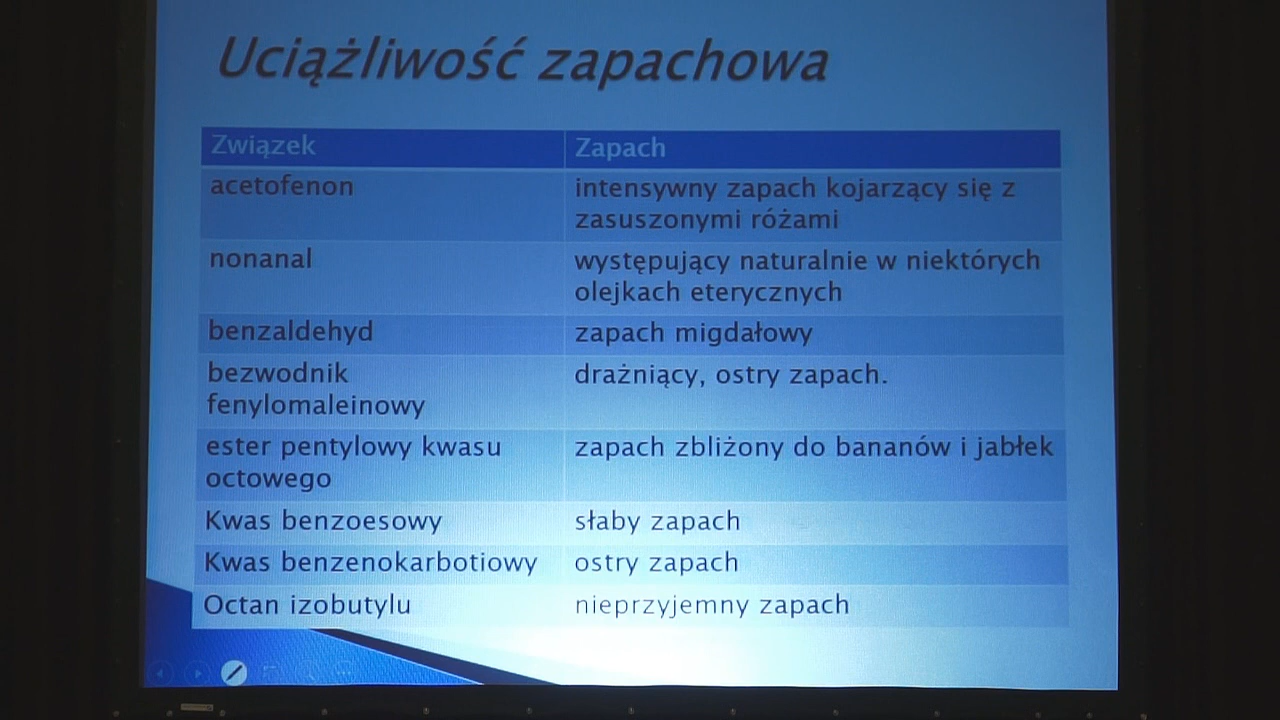 Uciążliwość zapachowa
Związek
Zapach
acetofenon
intensywny zapach kojarzący się z
zasuszonymi różami
nonanal
występujący naturalnie w niektórych
olejkach eterycznych
benzaldehyd
zapach migdałowy
bezwodnik
fenylomaleinowy
drażniący, ostry zapach.
ester pentylowy kwasu
octowego
zapach zbliżony do bananów i jabłek
Kwas benzoesowy
słaby zapach
Kwas benzenokarbotiowy
ostry zapach
Octan izobutylu
nieprzyjemny zapach